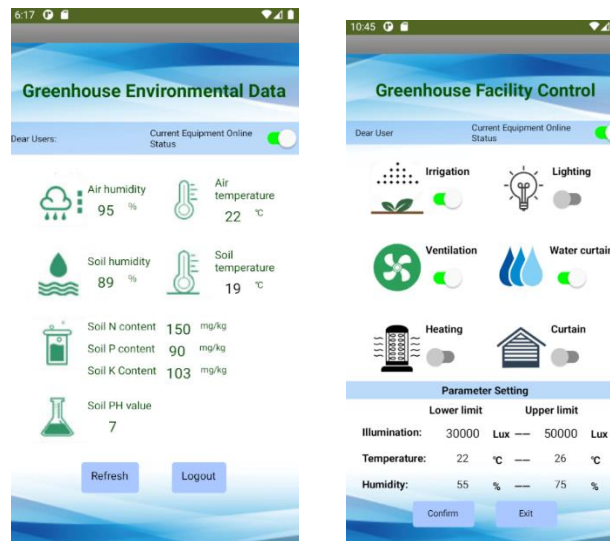 6:17
Greenhouse Environmental Data
Dear Users:
Current Equipment Online
Status
Air humidity
95 %
Air
temperature
22 ℃
Soil humidity
89 %
Soil
temperature
19 ℃
Soil N content 150 mg/kg
Soil P content 90 mg/kg
Soil K Content 103 mg/kg
Soil PH value
7
Refresh Logout
10:45
Greenhouse Facility Control
Dear User
Current Equipment Online
Status
Irrigation Lighting
Ventilation Water curtain
Heating Curtain
Parameter Setting
Lower limit Upper limit
Illumination: 30000 Lux — 50000 Lux
Temperature: 22 ℃ — 26 ℃
Humidity: 55 % — 75 %
Confirm Exit